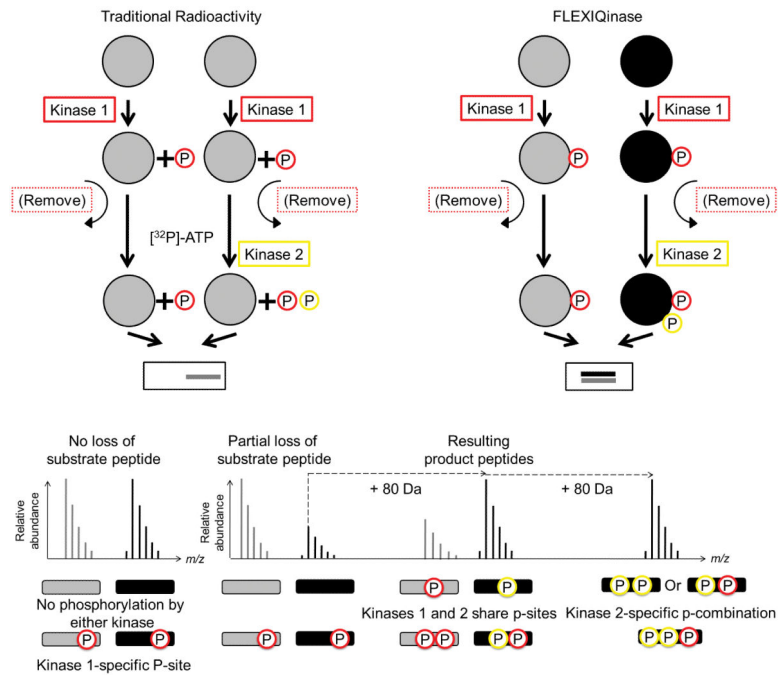 Traditional Radioactivity
FLEXIQinase
Kinase 1
Kinase 1
Kinase 1
Kinase 1
+ P
+ P
P
P
(Remove)
(Remove)
(Remove)
(Remove)
[³²P]-ATP
Kinase 2
Kinase 2
+ P
+ P P
P
P
P
No loss of
substrate peptide
Partial loss of
substrate peptide
Resulting
product peptides
+ 80 Da
+ 80 Da
Relative
abundance
m/z
Relative
abundance
m/z
P
P
P P
Or
P P
No phosphorylation by
either kinase
Kinases 1 and 2 share p-sites
Kinase 2-specific p-combination
P
P
P
P
P P
P P
P P P
Kinase 1-specific P-site